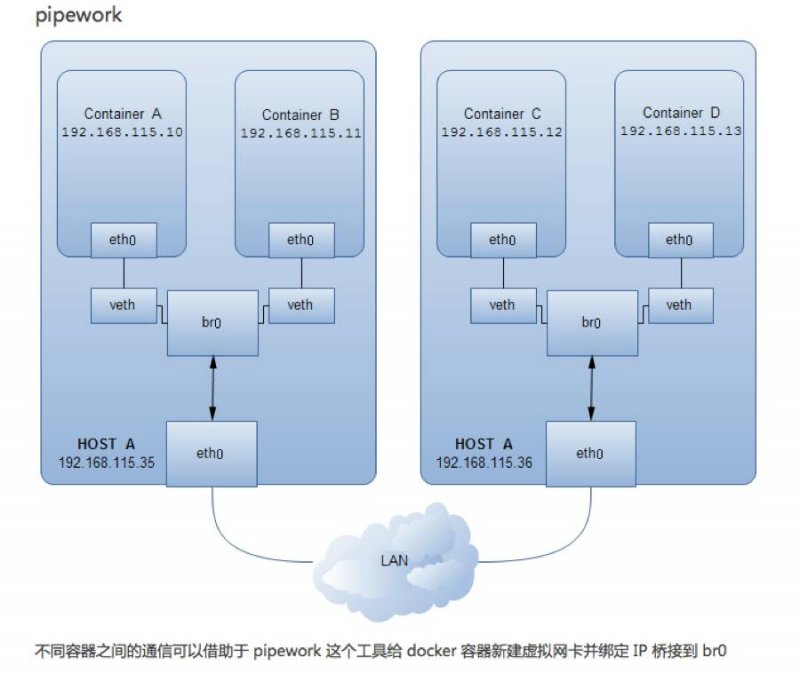 pipework
Container A
192.168.115.10
Container B
192.168.115.11
eth0
eth0
veth
br0
veth
HOST A
192.168.115.35
eth0
Container C
192.168.115.12
Container D
192.168.115.13
eth0
eth0
veth
br0
veth
HOST A
192.168.115.36
eth0
LAN
不同容器之间的通信可以借助于 pipework 这个工具给 docker 容器新建虚拟网卡并绑定 IP 桥接到 br0